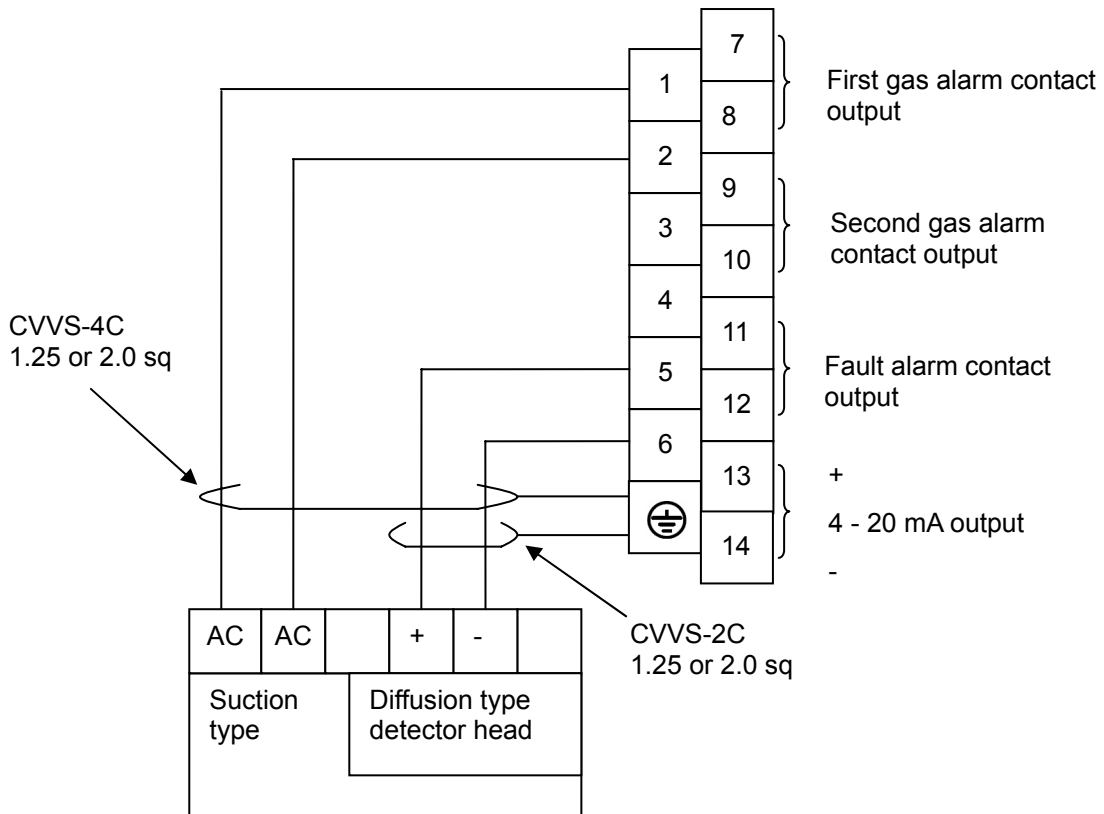 7
First gas alarm contact
output
1
8
2
9
Second gas alarm
contact output
3
10
4
11
CVVS-4C
1.25 or 2.0 sq
5
Fault alarm contact
output
12
6
13
+
4 - 20 mA output
14
-
AC AC + -
CVVS-2C
1.25 or 2.0 sq
Suction
type
Diffusion type
detector head